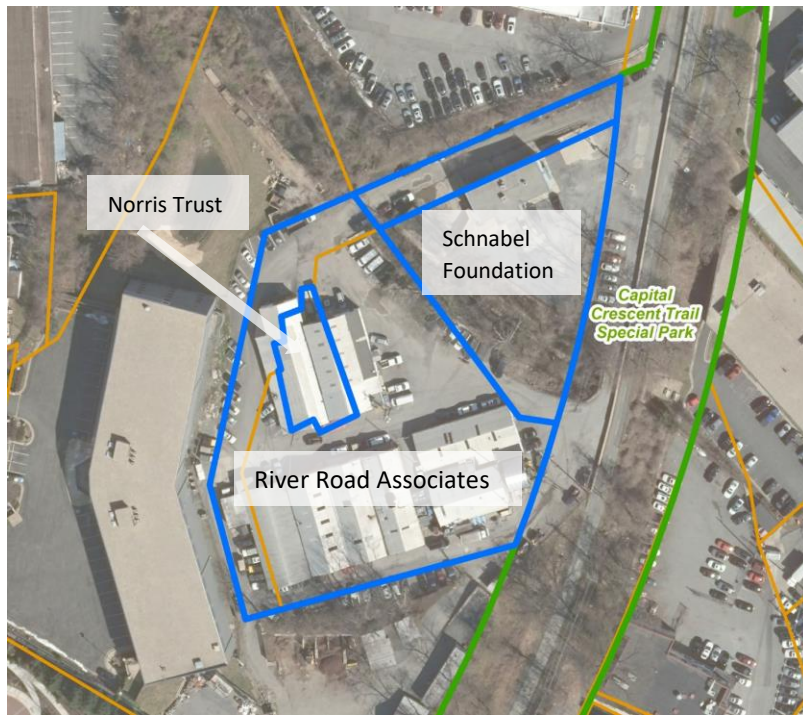 Norris Trust
Schnabel
Foundation
Capital
Crescent Trail
Special Park
River Road Associates